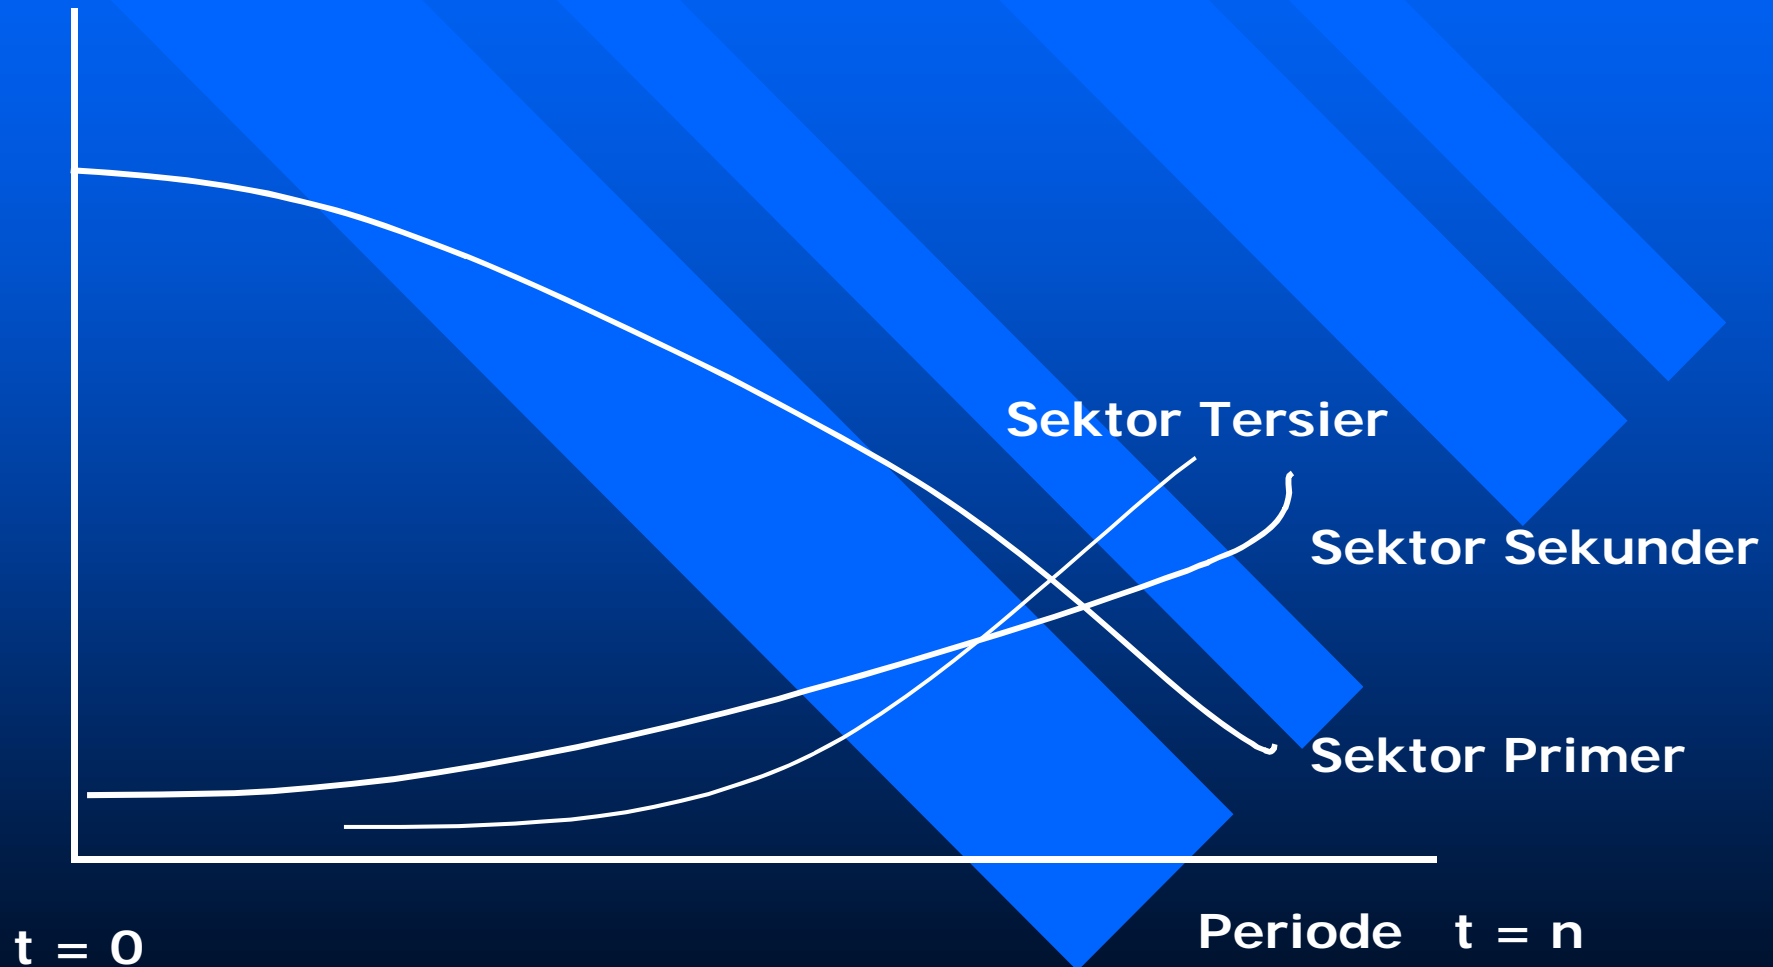 Sektor Tersier
Sektor Sekunder
Sektor Primer
Periode t = n
t = 0